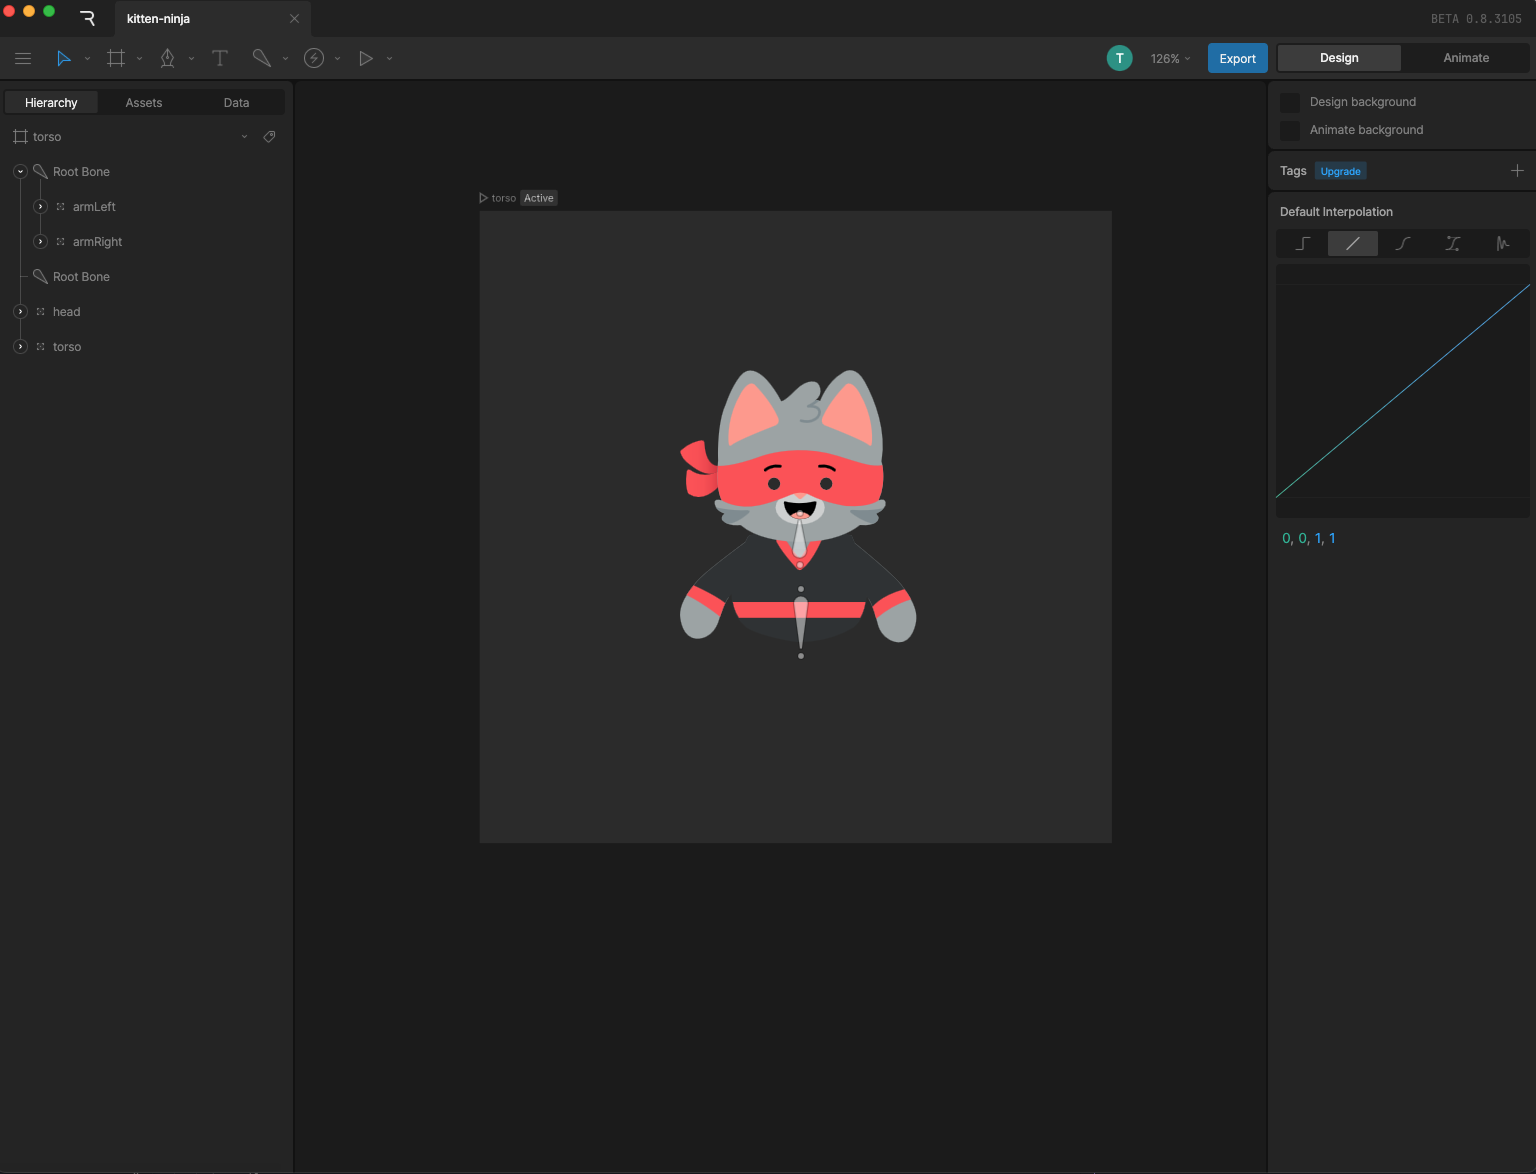 kitten-ninja
BETA 0.8.3105
T
126%
Export
Design
Animate
Hierarchy
Assets
Data
torso
Root Bone
armLeft
armRight
Root Bone
head
torso
torso Active
Design background
Animate background
Tags Upgrade
Default Interpolation
0, 0, 1, 1